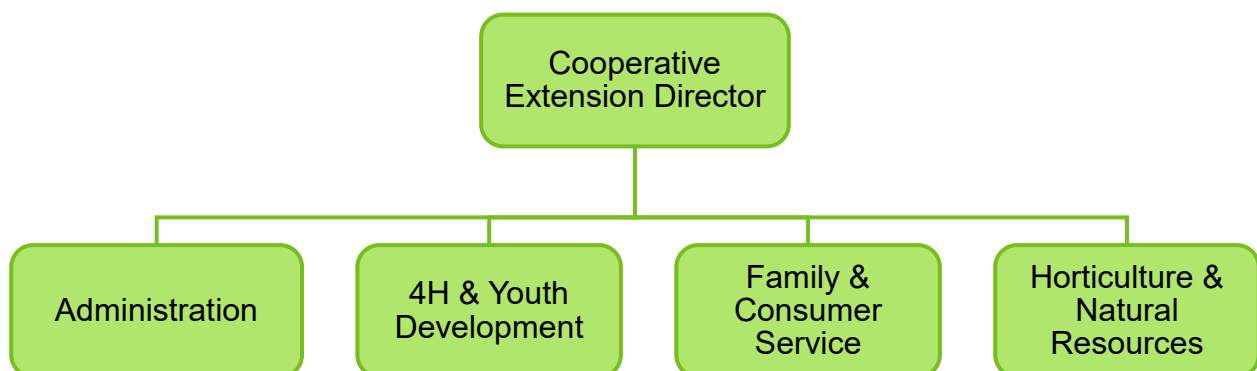 Cooperative
Extension Director
Administration
4H & Youth
Development
Family &
Consumer
Service
Horticulture &
Natural
Resources